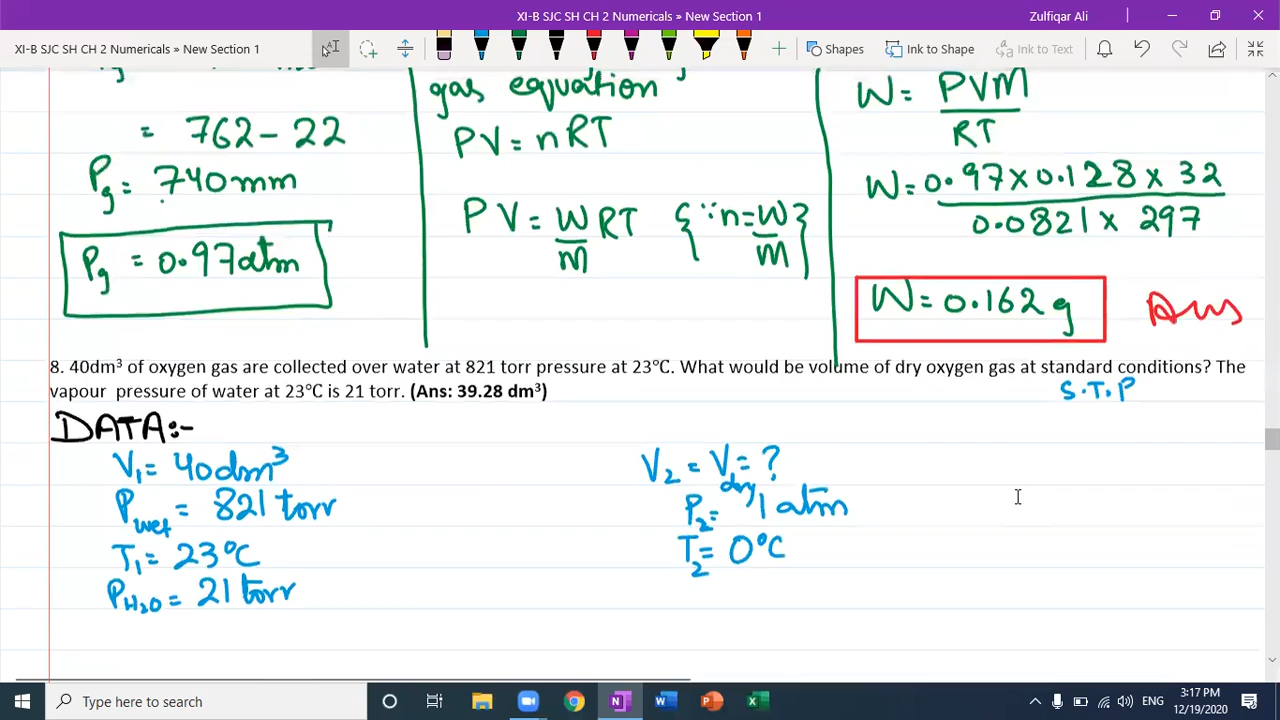 XI-B SJC SH CH 2 Numericals » New Section 1
Zulfiqar Ali
XI-B SJC SH CH 2 Numericals » New Section 1
Shapes
Ink to Shape
Ink to Text
= 762 - 22
Pg = 740mm
Pg = 0.97atm
gas equation
PV = nRT
PV = W/M RT {∵n=W/M}
W = PVM/RT
W = 0.97×0.128×32 / 0.0821×297
W = 0.162g Ans
8. 40dm³ of oxygen gas are collected over water at 821 torr pressure at 23°C. What would be volume of dry oxygen gas at standard conditions? The
vapour pressure of water at 23°C is 21 torr. (Ans: 39.28 dm³)
S.T.P
DATA:-
V₁ = 40dm³
Pwet = 821 torr
T₁ = 23°C
PH₂O = 21 torr
V₂ = Vdry = ?
P₂ = 1 atm
T₂ = 0°C
Type here to search
ENG
3:17 PM
12/19/2020